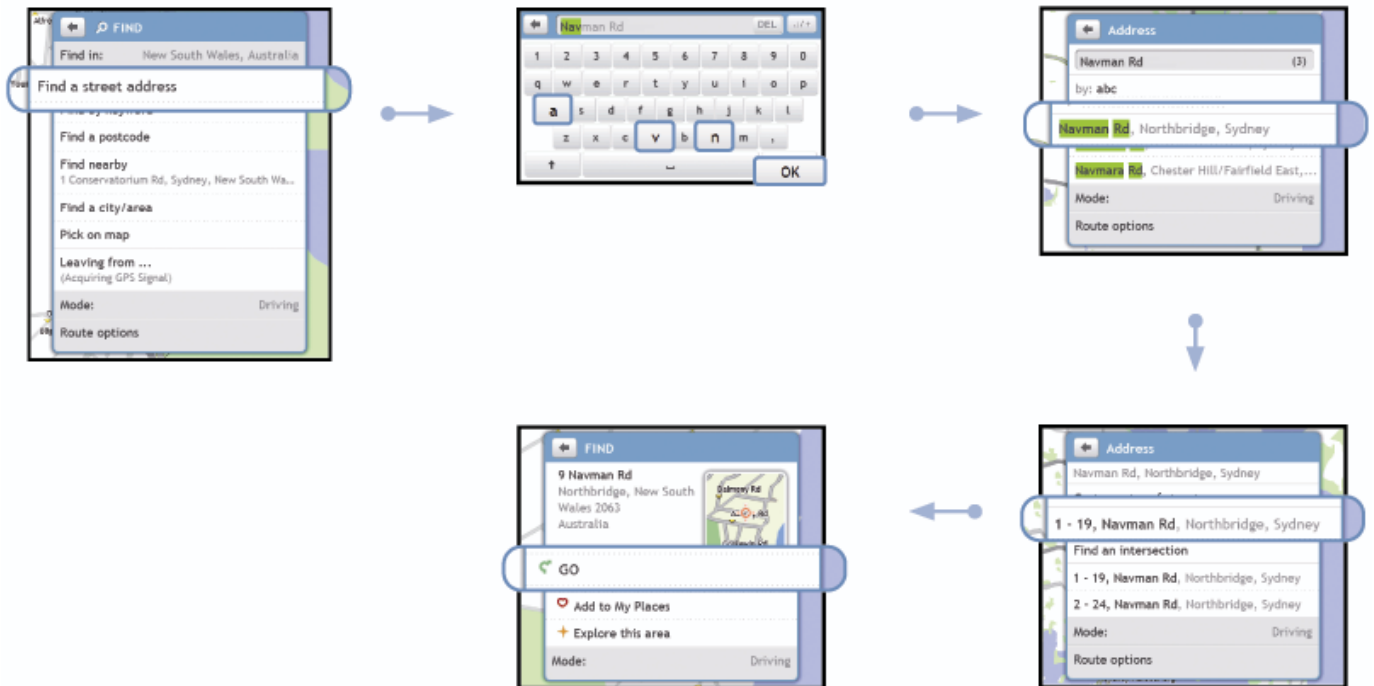 FIND
Find in: New South Wales, Australia
Find a street address
Find a postcode
Find nearby
1 Conservatorium Rd, Sydney, New South Wa...
Find a city/area
Pick on map
Leaving from ...
(Acquiring GPS Signal)
Mode: Driving
Route options
Navman Rd DEL
1 2 3 4 5 6 7 8 9 0
q w e r t y u i o p
a s d f g h j k l
z x c v b n m ,
OK
Address
Navman Rd (3)
by: abc
Navman Rd, Northbridge, Sydney
Navmara Rd, Chester Hill/Fairfield East,...
Mode: Driving
Route options
Address
Navman Rd, Northbridge, Sydney
1 - 19, Navman Rd, Northbridge, Sydney
Find an intersection
1 - 19, Navman Rd, Northbridge, Sydney
2 - 24, Navman Rd, Northbridge, Sydney
Mode: Driving
Route options
FIND
9 Navman Rd
Northbridge, New South
Wales 2063
Australia
Dalmeny Rd
GO
Add to My Places
Explore this area
Mode: Driving